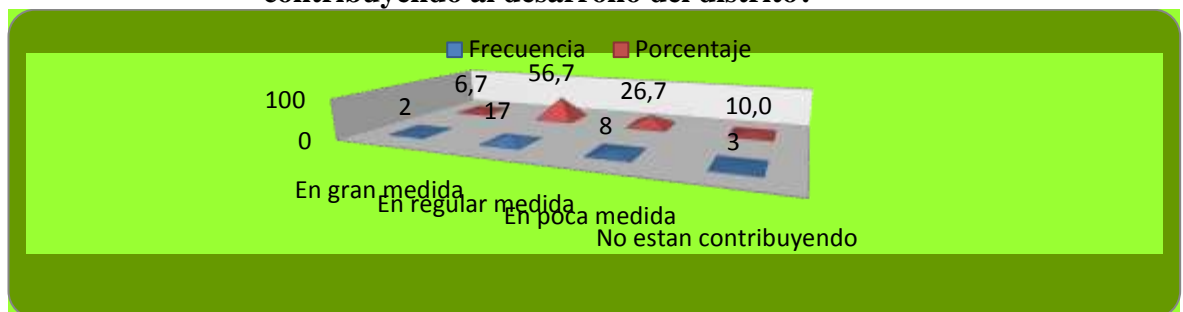 contribuyendo al desarrollo del distrito?
Frecuencia Porcentaje
100
0
2 17 8 3
6,7 56,7 26,7 10,0
En gran medida
En regular medida
En poca medida
No estan contribuyendo